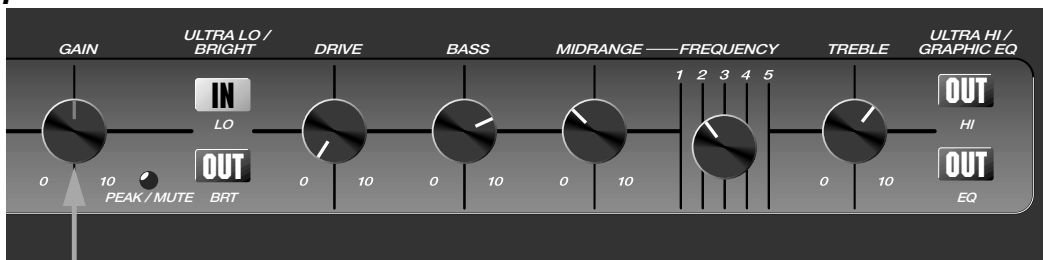 GAIN
ULTRA LO /
BRIGHT
DRIVE
BASS
MIDRANGE
FREQUENCY
TREBLE
ULTRA HI /
GRAPHIC EQ
1 2 3 4 5
IN
LO
OUT
HI
OUT
BRT
OUT
EQ
0 10
PEAK / MUTE
0 10
0 10
0 10
0 10